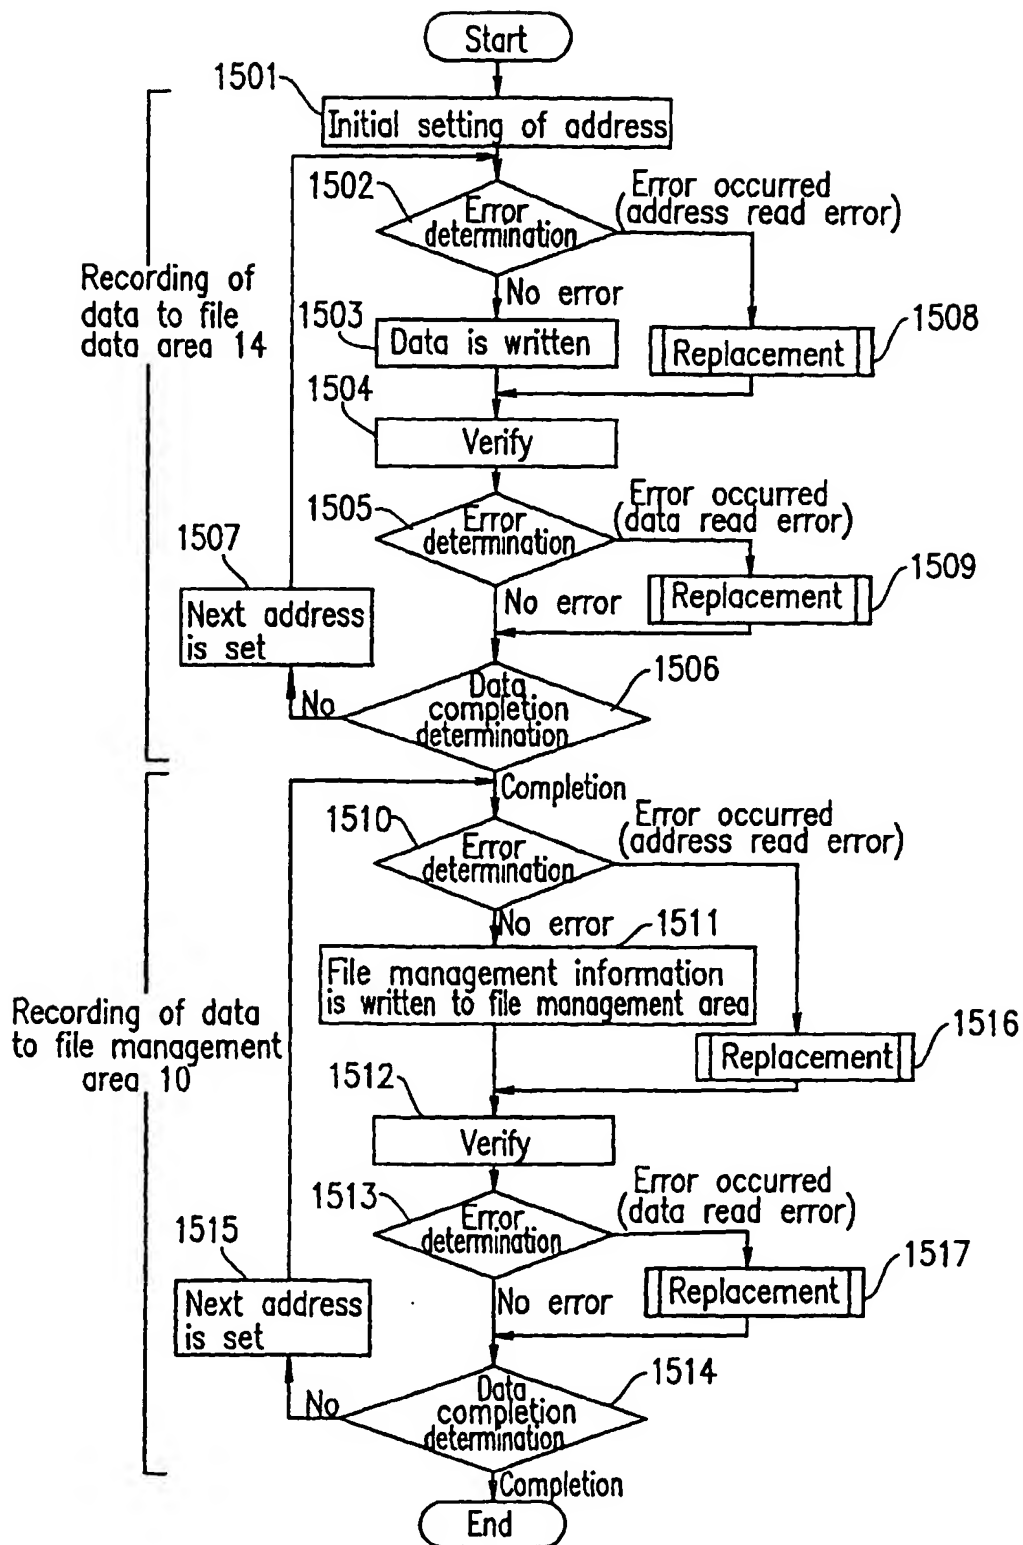 Start
1501
Initial setting of address
1502
Error
determination
Error occurred
(address read error)
Recording of
data to file
data area 14
No error
1503
Data is written
Replacement
1508
1504
Verify
1505
Error
determination
Error occurred
(data read error)
1507
Next address
is set
No error
Replacement
1509
1506
No
Data
completion
determination
Completion
1510
Error
determination
Error occurred
(address read error)
No error
1511
File management information
is written to file management area
Recording of data
to file management
area 10
Replacement
1516
1512
Verify
1513
Error
determination
Error occurred
(data read error)
1515
Next address
is set
No error
Replacement
1517
1514
No
Data
completion
determination
Completion
End